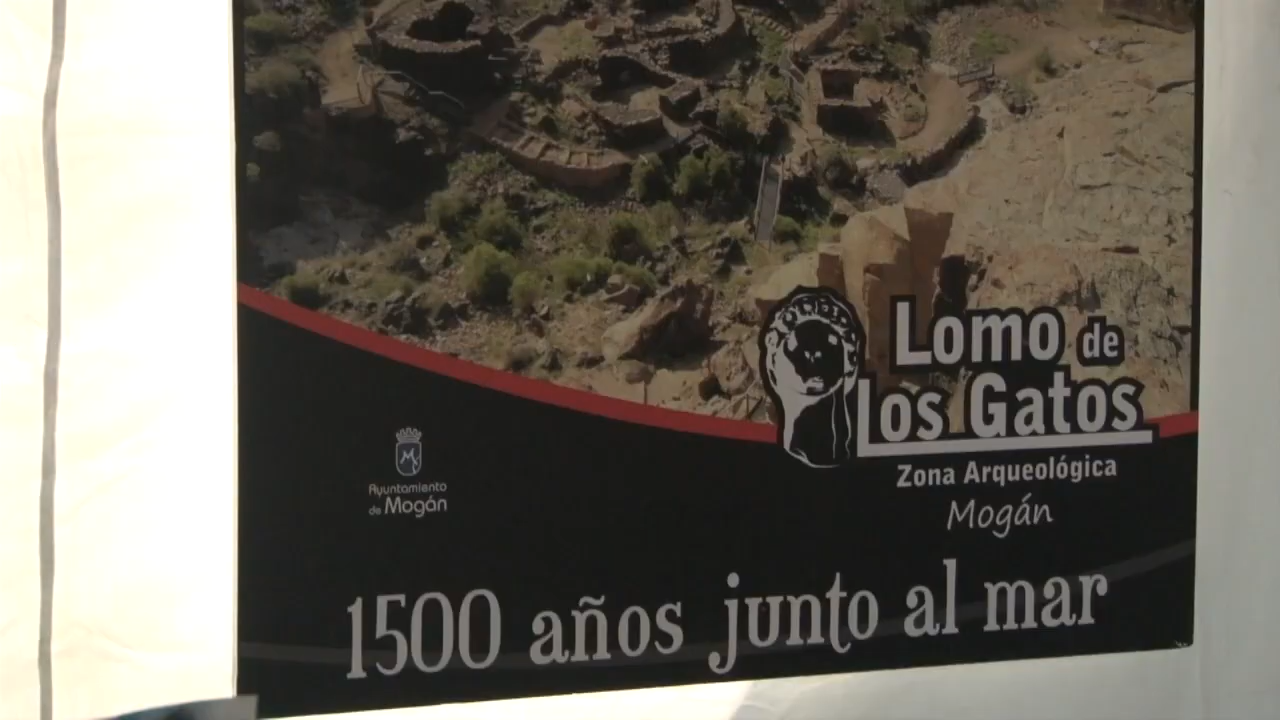 Lomo de
Los Gatos
Zona Arqueológica
Mogán
Ayuntamiento
de Mogán
1500 años junto al mar